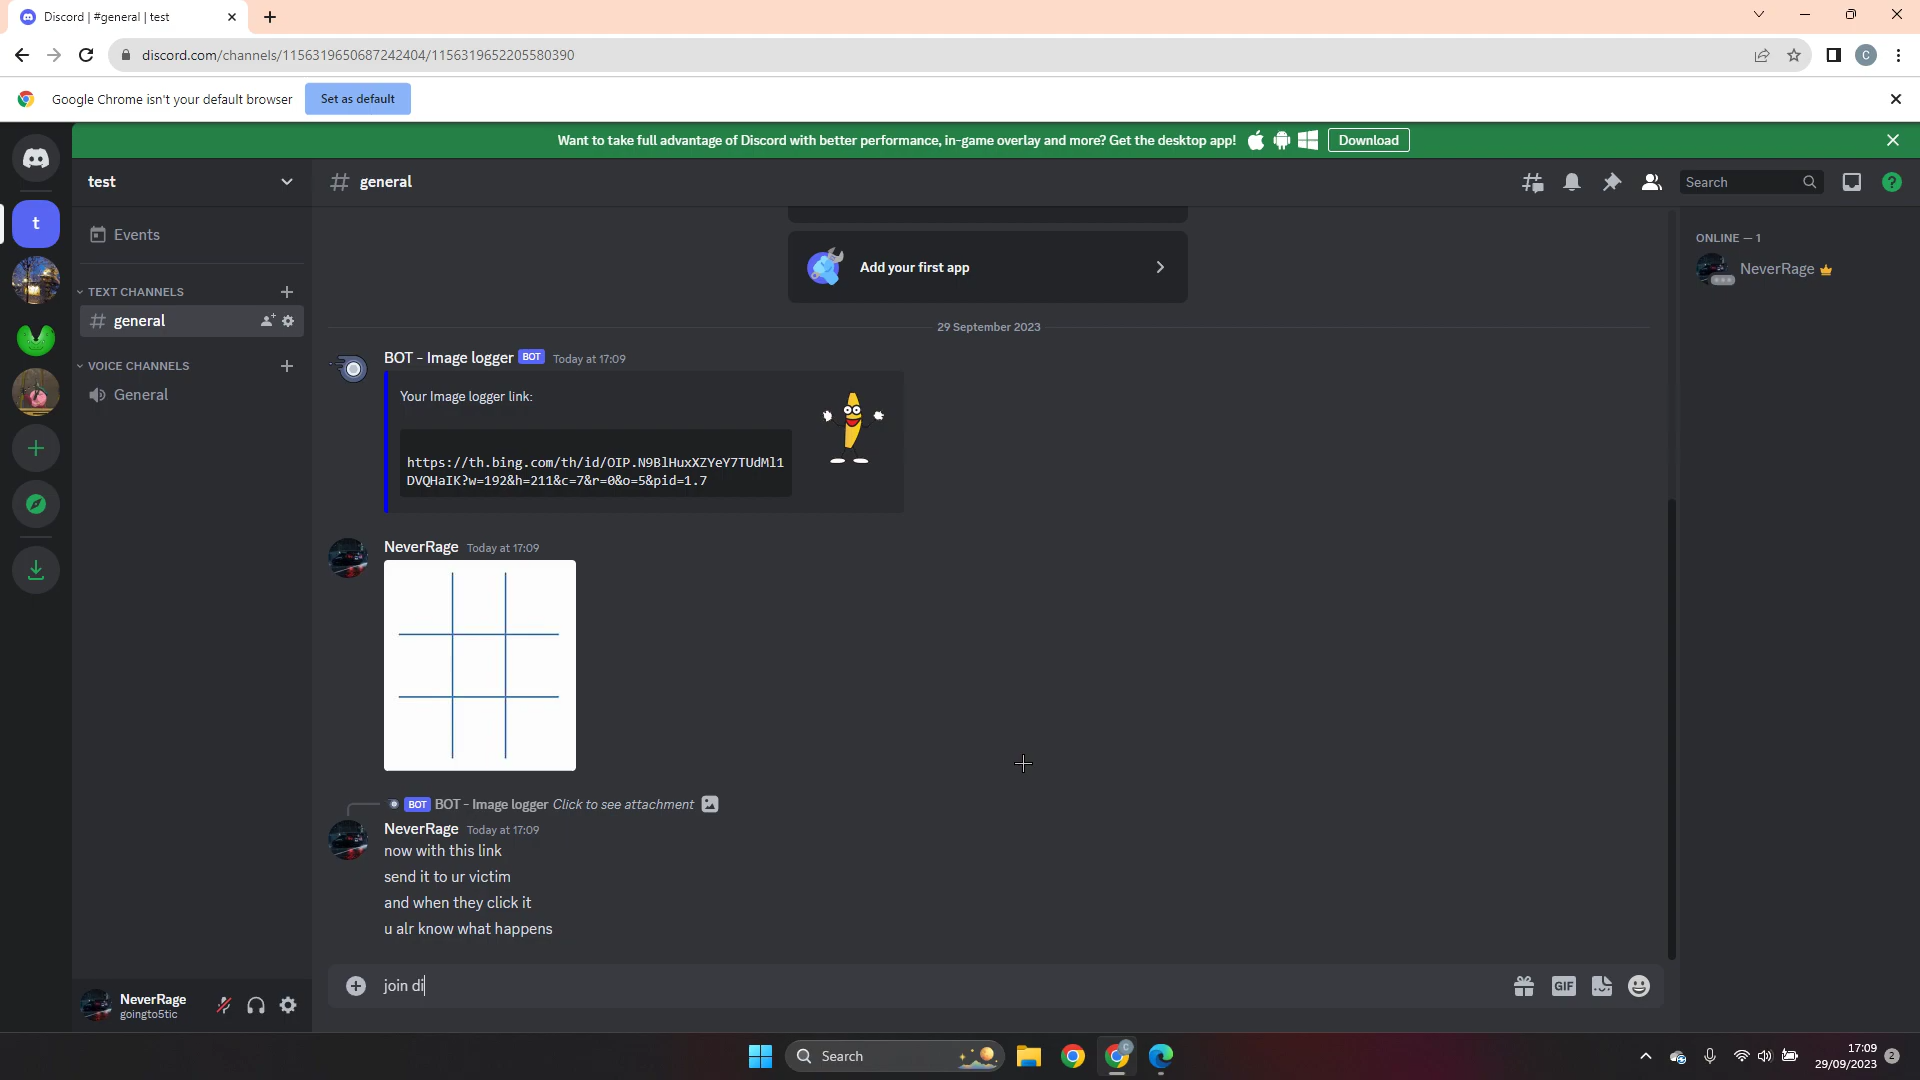 Discord | #general | test
discord.com/channels/1156319650687242404/1156319652205580390
C
Google Chrome isn't your default browser
Set as default
Want to take full advantage of Discord with better performance, in-game overlay and more? Get the desktop app!
Download
test
general
Search
?
t
Events
TEXT CHANNELS
general
VOICE CHANNELS
General
Add your first app
ONLINE — 1
NeverRage
29 September 2023
BOT - Image logger BOT Today at 17:09
Your Image logger link:
https://th.bing.com/th/id/OIP.N9BlHuxXZYeY7TUdMl1
DVQHaIK?w=192&h=211&c=7&r=0&o=5&pid=1.7
NeverRage Today at 17:09
BOT BOT - Image logger Click to see attachment
NeverRage Today at 17:09
now with this link
send it to ur victim
and when they click it
u alr know what happens
join di
GIF
NeverRage
goingto5tic
Search
C
17:09
29/09/2023
2